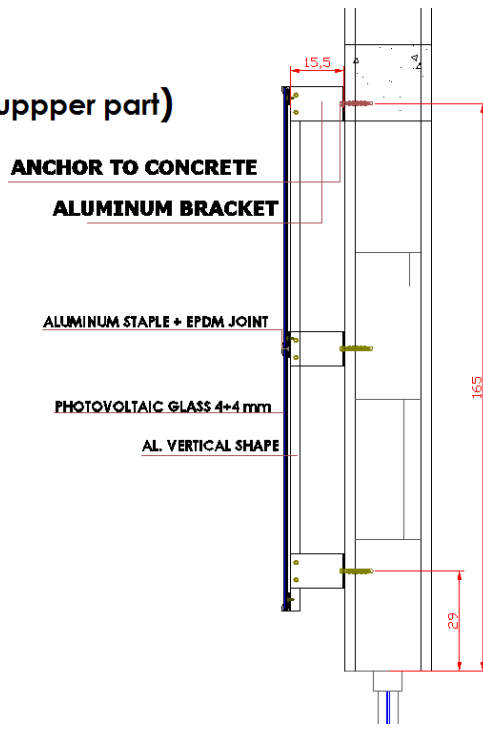 15,5
uppper part)
ANCHOR TO CONCRETE
ALUMINUM BRACKET
ALUMINUM STAPLE + EPDM JOINT
PHOTOVOLTAIC GLASS 4+4 mm
AL. VERTICAL SHAPE
165
29